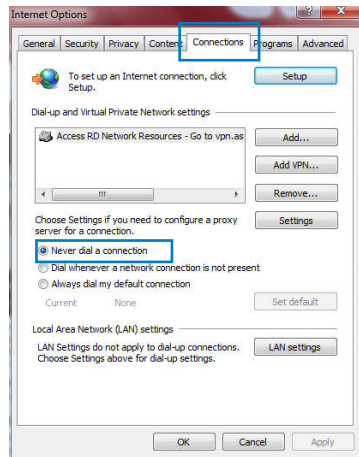 Internet Options
General Security Privacy Content Connections Programs Advanced
To set up an Internet connection, click
Setup.
Setup
Dial-up and Virtual Private Network settings
Access RD Network Resources - Go to vpn.as
Add...
Add VPN...
Remove...
Choose Settings if you need to configure a proxy
server for a connection.
Settings
Never dial a connection
Dial whenever a network connection is not present
Always dial my default connection
Current None
Set default
Local Area Network (LAN) settings
LAN Settings do not apply to dial-up connections.
Choose Settings above for dial-up settings.
LAN settings
OK Cancel Apply